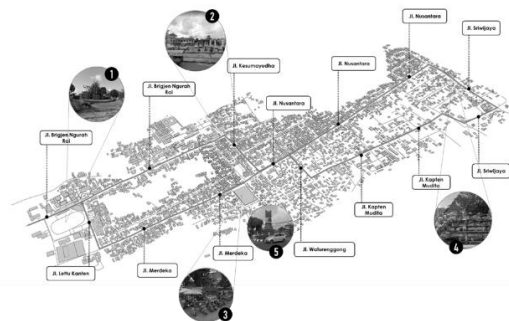 Jl. Nusantara
2
Jl. Sriwijaya
Jl. Kesumayudha
Jl. Nusantara
1
Jl. Brigjen Ngurah
Rai
Jl. Nusantara
Jl. Brigjen Ngurah
Rai
Jl. Sriwijaya
Jl. Kapten
Mudita
Jl. Kapten
Mudita
4
5
Jl. Lettu Kanten
Jl. Merdeka
Jl. Merdeka
Jl. Waturenggong
3